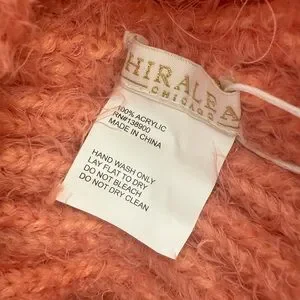 HIRALBA
CHICAGO
100% ACRYLIC
RN#138900
MADE IN CHINA
HAND WASH ONLY
LAY FLAT TO DRY
DO NOT BLEACH
DO NOT DRY CLEAN